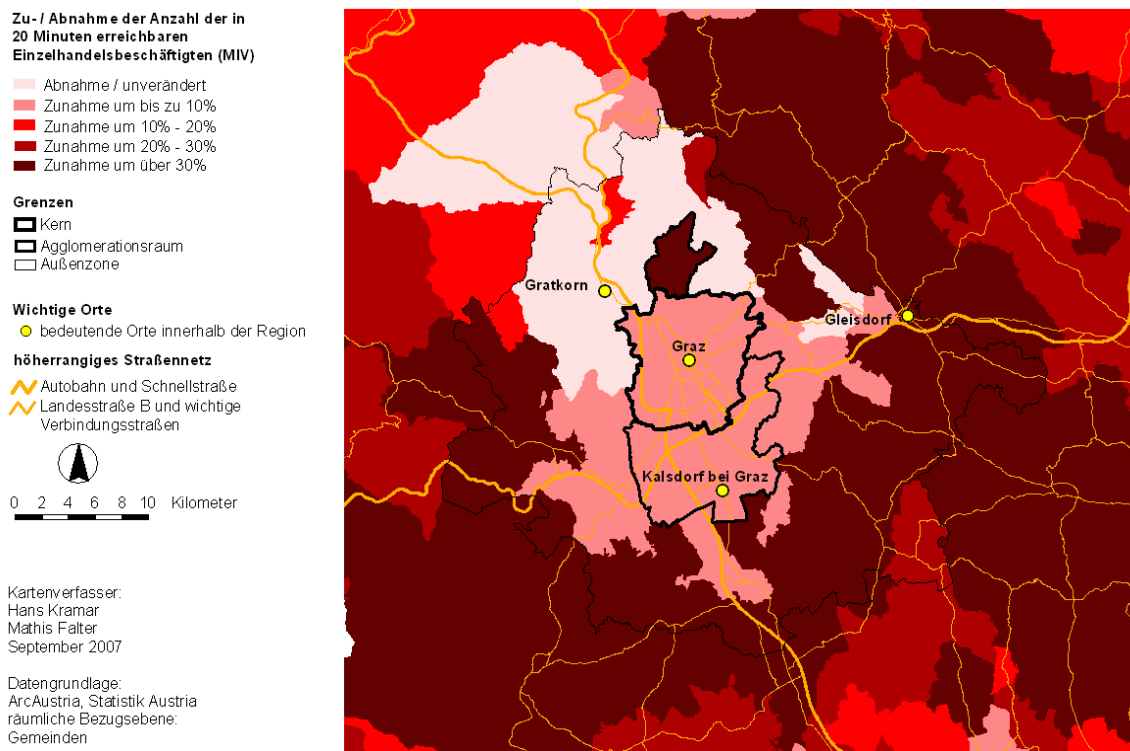 Zu- / Abnahme der Anzahl der in
20 Minuten erreichbaren
Einzelhandelsbeschäftigten (MIV)
Abnahme / unverändert
Zunahme um bis zu 10%
Zunahme um 10% - 20%
Zunahme um 20% - 30%
Zunahme um über 30%
Grenzen
Kern
Agglomerationsraum
Außenzone
Wichtige Orte
bedeutende Orte innerhalb der Region
höherrangiges Straßennetz
Autobahn und Schnellstraße
Landesstraße B und wichtige
Verbindungsstraßen
0 2 4 6 8 10 Kilometer
Kartenverfasser:
Hans Kramar
Mathis Falter
September 2007
Datengrundlage:
ArcAustria, Statistik Austria
räumliche Bezugsebene:
Gemeinden
Gratkorn
Gleisdorf
Graz
Kalsdorf bei Graz